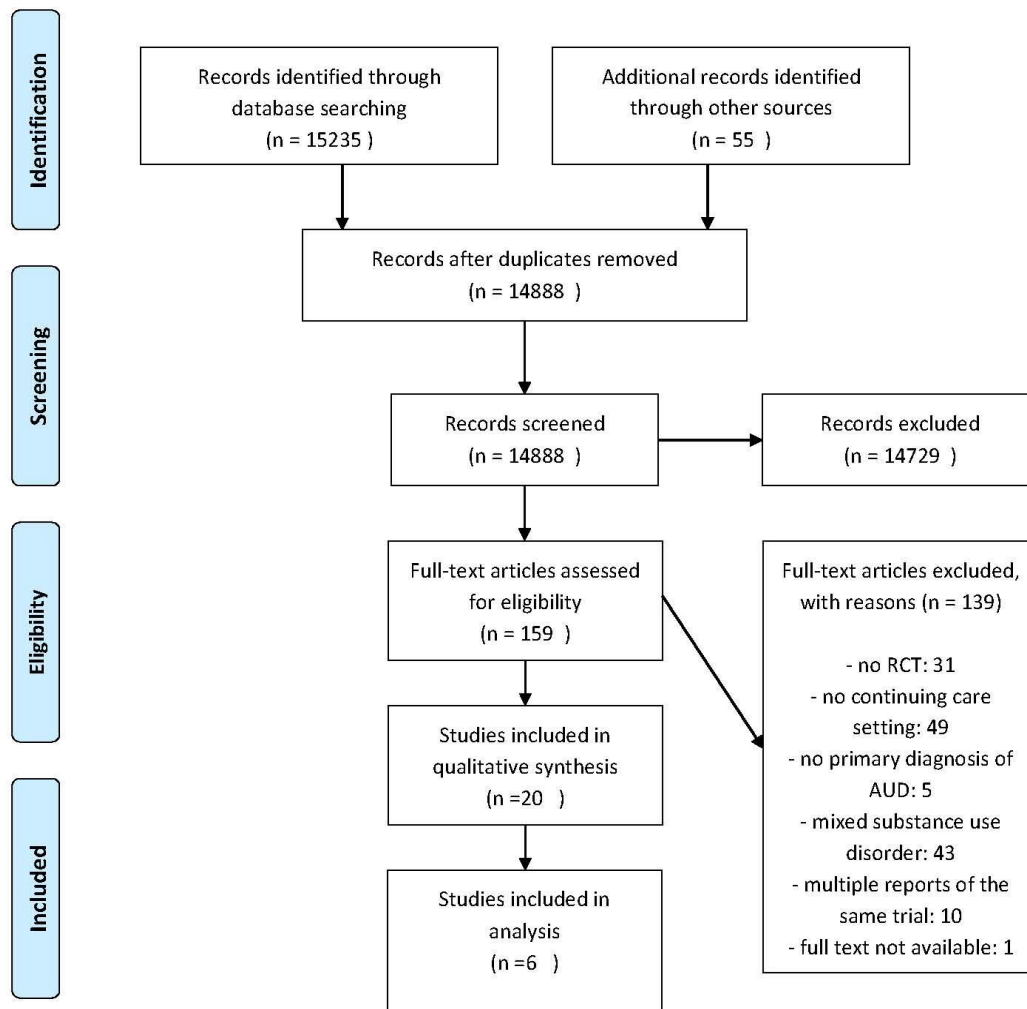 Identification
Records identified through
database searching
(n = 15235 )
Additional records identified
through other sources
(n = 55 )
Records after duplicates removed
(n = 14888 )
Screening
Records screened
(n = 14888 )
Records excluded
(n = 14729 )
Eligibility
Full-text articles assessed
for eligibility
(n = 159 )
Full-text articles excluded,
with reasons (n = 139)
- no RCT: 31
- no continuing care
setting: 49
- no primary diagnosis of
AUD: 5
- mixed substance use
disorder: 43
- multiple reports of the
same trial: 10
- full text not available: 1
Studies included in
qualitative synthesis
(n =20 )
Included
Studies included in
analysis
(n =6 )